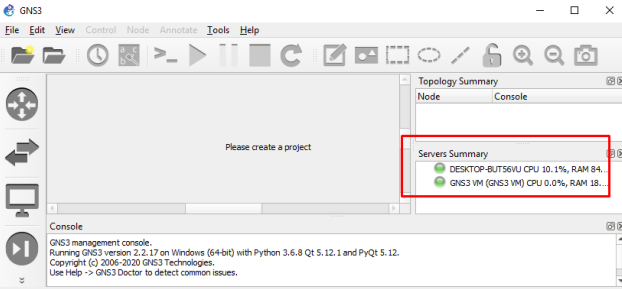 GNS3
File Edit View Control Node Annotate Tools Help
Topology Summary
Node Console
Please create a project
Servers Summary
DESKTOP-BUT56VU CPU 10.1%, RAM 84...
GNS3 VM (GNS3 VM) CPU 0.0%, RAM 18....
Console
GNS3 management console.
Running GNS3 version 2.2.17 on Windows (64-bit) with Python 3.6.8 Qt 5.12.1 and PyQt 5.12.
Copyright (c) 2006-2020 GNS3 Technologies.
Use Help -> GNS3 Doctor to detect common issues.